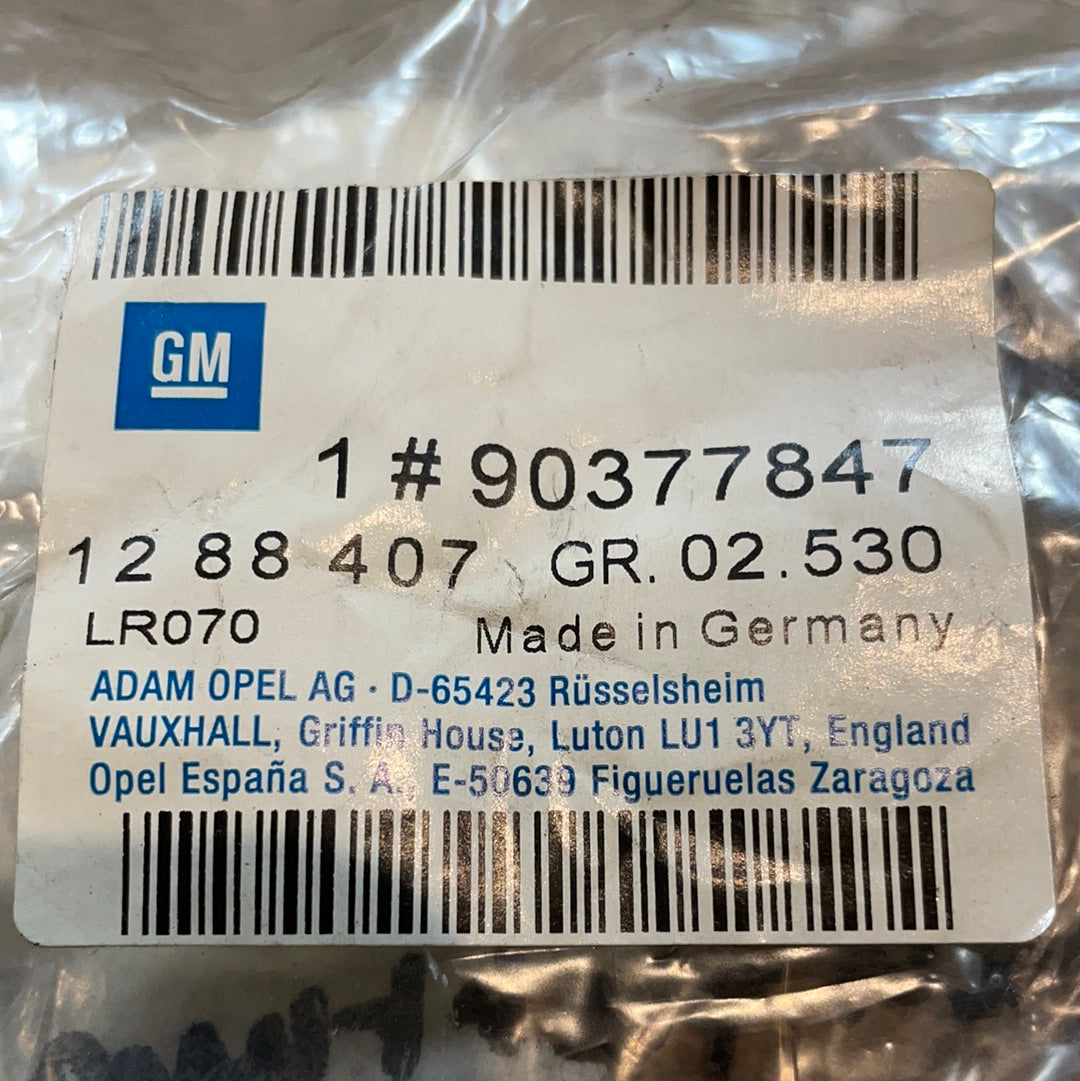 GM
1 # 90377847
12 88 407 GR. 02.530
LR070 Made in Germany
ADAM OPEL AG · D-65423 Rüsselsheim
VAUXHALL, Griffin House, Luton LU1 3YT, England
Opel España S. A., E-50639 Figueruelas Zaragoza